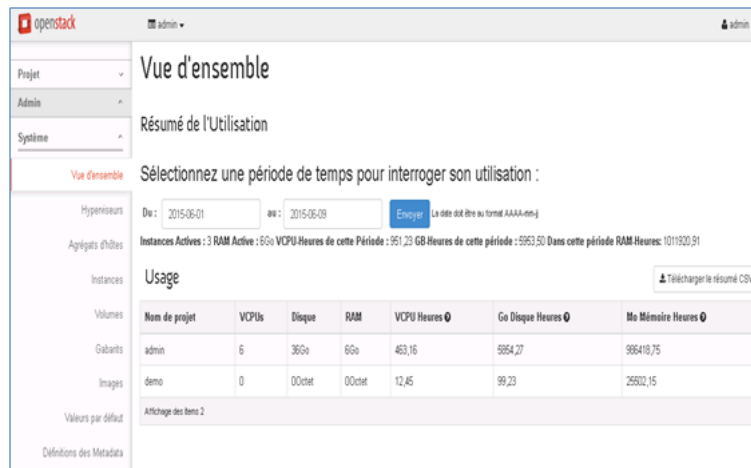 openstack
admin
admin
Projet
Admin
Système
Vue d'ensemble
Hyperviseurs
Agrégats d'hôtes
Instances
Volumes
Gabarits
Images
Valeurs par défaut
Définitions des Metadata
Vue d'ensemble
Résumé de l'Utilisation
Sélectionnez une période de temps pour interroger son utilisation :
Du : 2015-06-01 au : 2015-06-09 Envoyer La date doit être au format AAAA-mm-jj
Instances Actives : 3 RAM Active : 6Go VCPU-Heures de cette Période : 951,23 GB-Heures de cette période : 5953,50 Dans cette période RAM-Heures: 1011920,91
Usage
Télécharger le résumé CSV
Nom de projet VCPUs Disque RAM VCPU Heures Go Disque Heures Mo Mémoire Heures
admin 6 36Go 6Go 463,16 5854,27 986418,75
demo 0 0Octet 0Octet 12,45 99,23 25502,15
Affichage des items 2